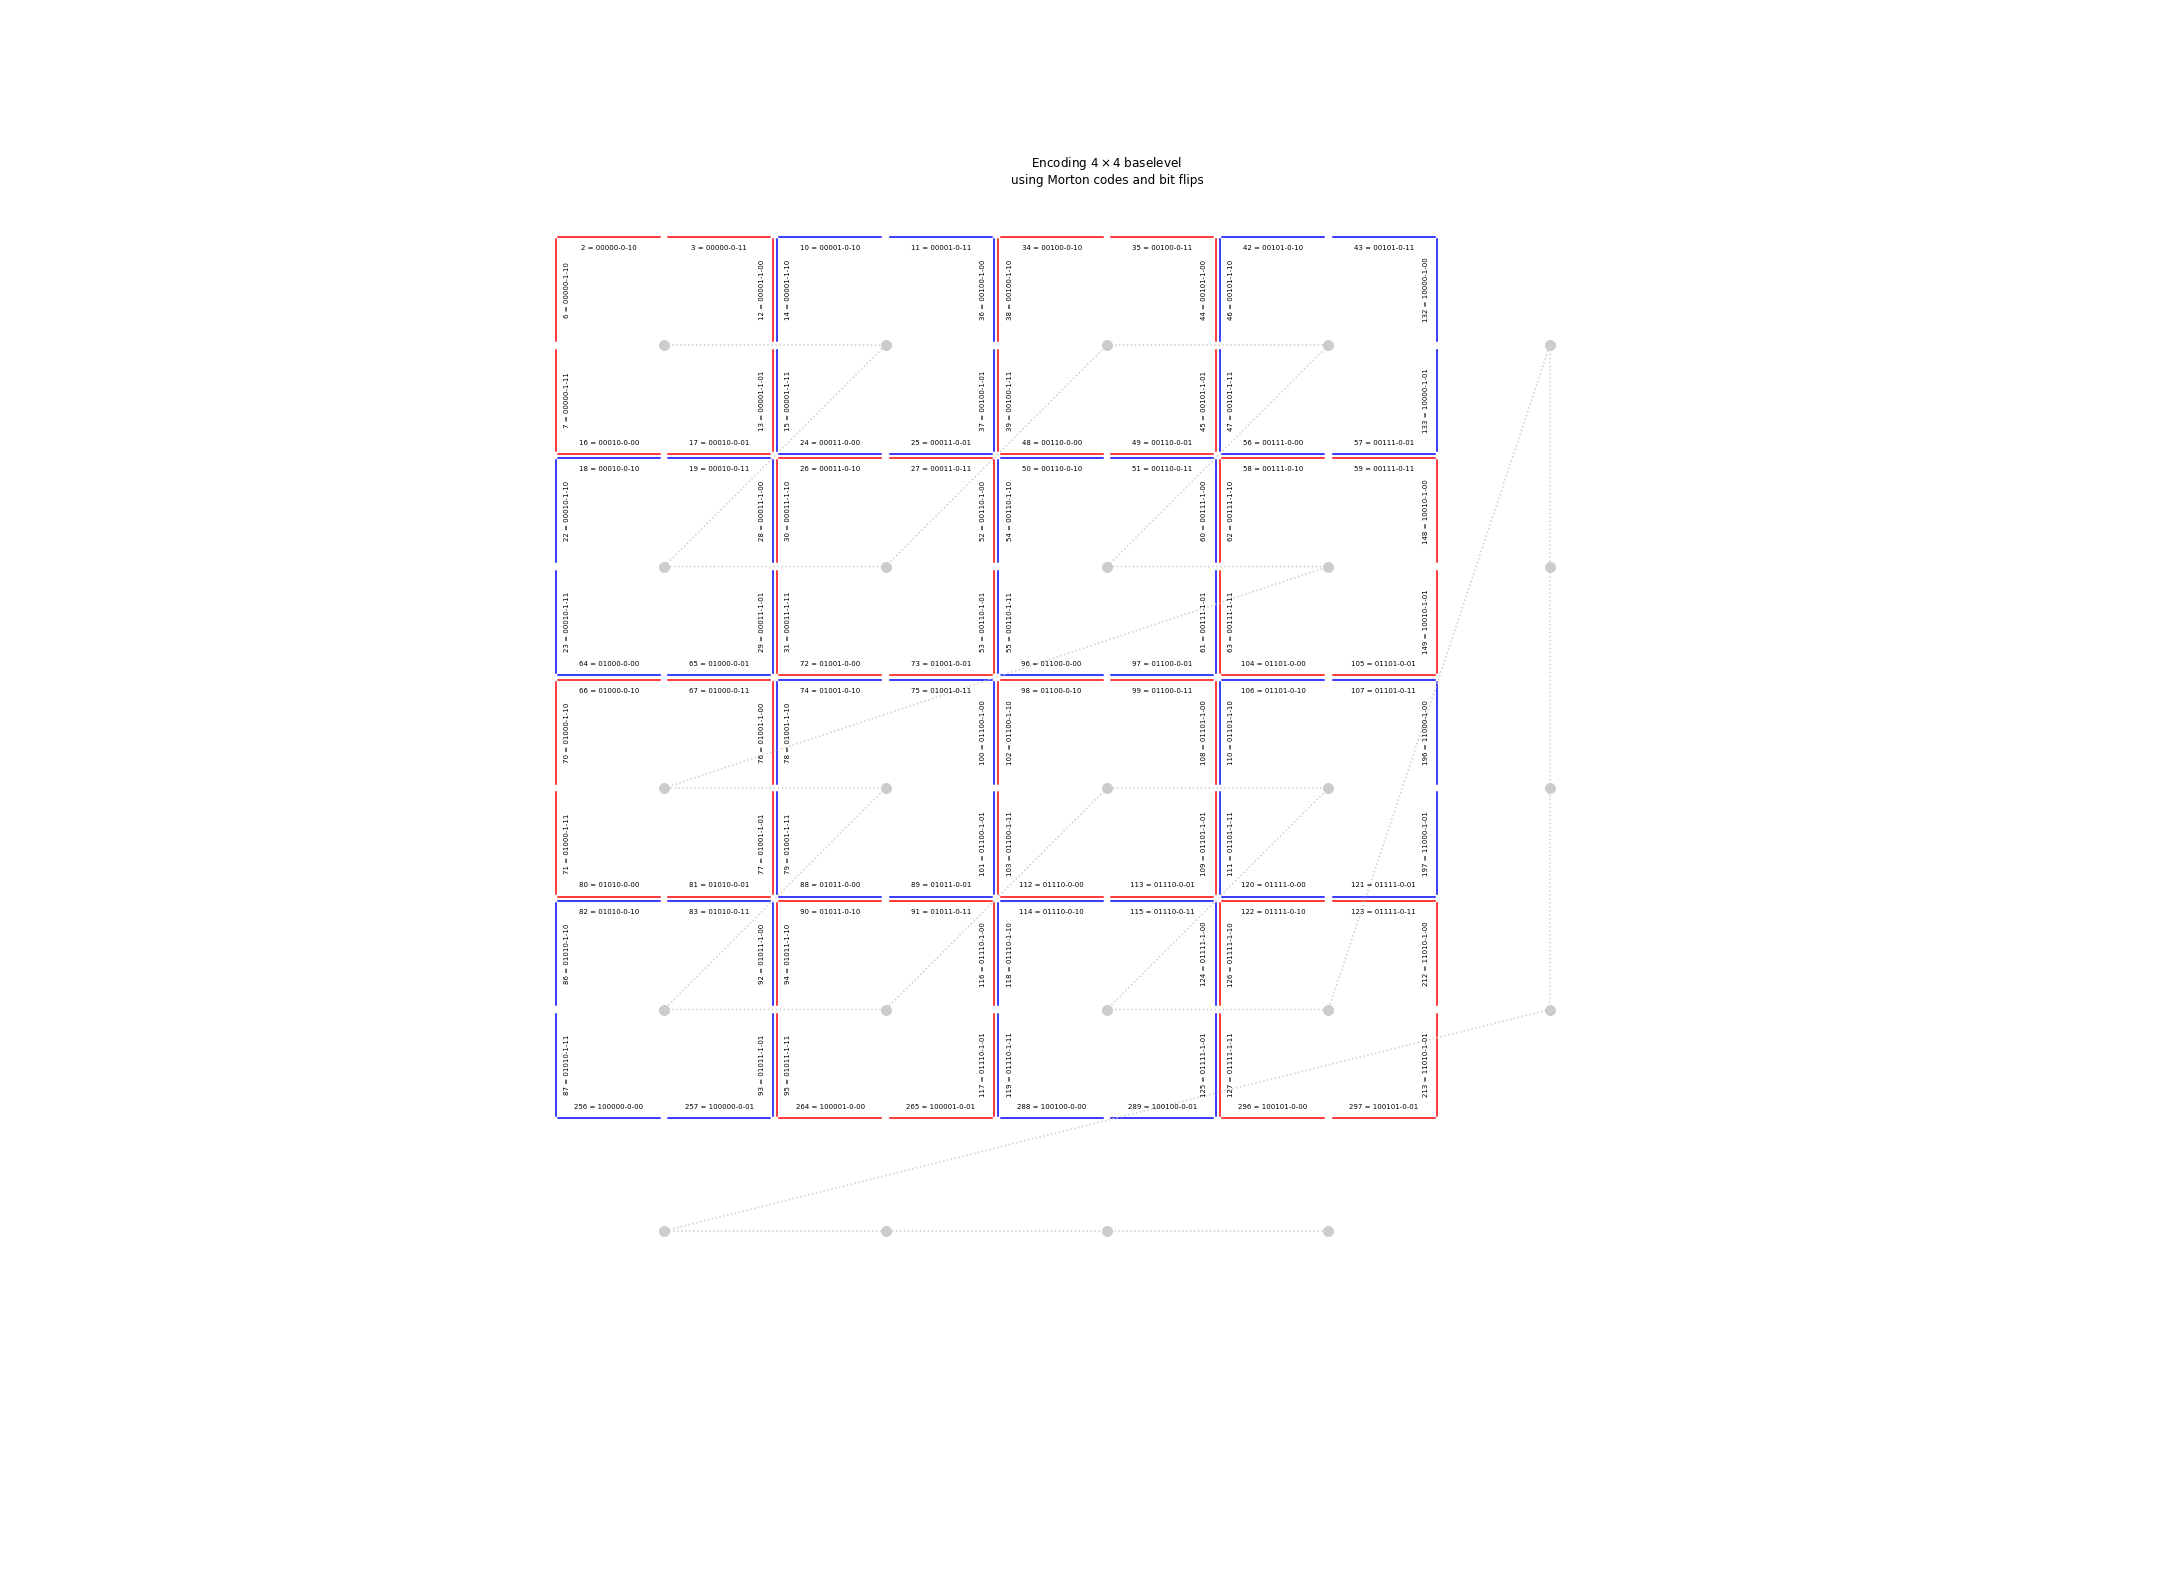 Encoding 4 × 4 baselevel
using Morton codes and bit flips
2 = 00000-0-10
3 = 00000-0-11
10 = 00001-0-10
11 = 00001-0-11
34 = 00100-0-10
35 = 00100-0-11
42 = 00101-0-10
43 = 00101-0-11
6 = 00000-1-10
12 = 00001-1-00
14 = 00001-1-10
36 = 00100-1-00
38 = 00100-1-10
44 = 00101-1-00
46 = 00101-1-10
132 = 10000-1-00
7 = 00000-1-11
13 = 00001-1-01
15 = 00001-1-11
37 = 00100-1-01
39 = 00100-1-11
45 = 00101-1-01
47 = 00101-1-11
133 = 10000-1-01
16 = 00010-0-00
17 = 00010-0-01
24 = 00011-0-00
25 = 00011-0-01
48 = 00110-0-00
49 = 00110-0-01
56 = 00111-0-00
57 = 00111-0-01
18 = 00010-0-10
19 = 00010-0-11
26 = 00011-0-10
27 = 00011-0-11
50 = 00110-0-10
51 = 00110-0-11
58 = 00111-0-10
59 = 00111-0-11
22 = 00010-1-10
28 = 00011-1-00
30 = 00011-1-10
52 = 00110-1-00
54 = 00110-1-10
60 = 00111-1-00
62 = 00111-1-10
148 = 10010-1-00
23 = 00010-1-11
29 = 00011-1-01
31 = 00011-1-11
53 = 00110-1-01
55 = 00110-1-11
61 = 00111-1-01
63 = 00111-1-11
149 = 10010-1-01
64 = 01000-0-00
65 = 01000-0-01
72 = 01001-0-00
73 = 01001-0-01
96 = 01100-0-00
97 = 01100-0-01
104 = 01101-0-00
105 = 01101-0-01
66 = 01000-0-10
67 = 01000-0-11
74 = 01001-0-10
75 = 01001-0-11
98 = 01100-0-10
99 = 01100-0-11
106 = 01101-0-10
107 = 01101-0-11
70 = 01000-1-10
76 = 01001-1-00
78 = 01001-1-10
100 = 01100-1-00
102 = 01100-1-10
108 = 01101-1-00
110 = 01101-1-10
196 = 11000-1-00
71 = 01000-1-11
77 = 01001-1-01
79 = 01001-1-11
101 = 01100-1-01
103 = 01100-1-11
109 = 01101-1-01
111 = 01101-1-11
197 = 11000-1-01
80 = 01010-0-00
81 = 01010-0-01
88 = 01011-0-00
89 = 01011-0-01
112 = 01110-0-00
113 = 01110-0-01
120 = 01111-0-00
121 = 01111-0-01
82 = 01010-0-10
83 = 01010-0-11
90 = 01011-0-10
91 = 01011-0-11
114 = 01110-0-10
115 = 01110-0-11
122 = 01111-0-10
123 = 01111-0-11
86 = 01010-1-10
92 = 01011-1-00
94 = 01011-1-10
116 = 01110-1-00
118 = 01110-1-10
124 = 01111-1-00
126 = 01111-1-10
212 = 11010-1-00
87 = 01010-1-11
93 = 01011-1-01
95 = 01011-1-11
117 = 01110-1-01
119 = 01110-1-11
125 = 01111-1-01
127 = 01111-1-11
213 = 11010-1-01
256 = 100000-0-00
257 = 100000-0-01
264 = 100001-0-00
265 = 100001-0-01
288 = 100100-0-00
289 = 100100-0-01
296 = 100101-0-00
297 = 100101-0-01